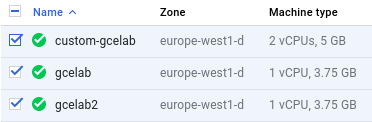 Name Zone Machine type
custom-gcelab europe-west1-d 2 vCPUs, 5 GB
gcelab europe-west1-d 1 vCPU, 3.75 GB
gcelab2 europe-west1-d 1 vCPU, 3.75 GB